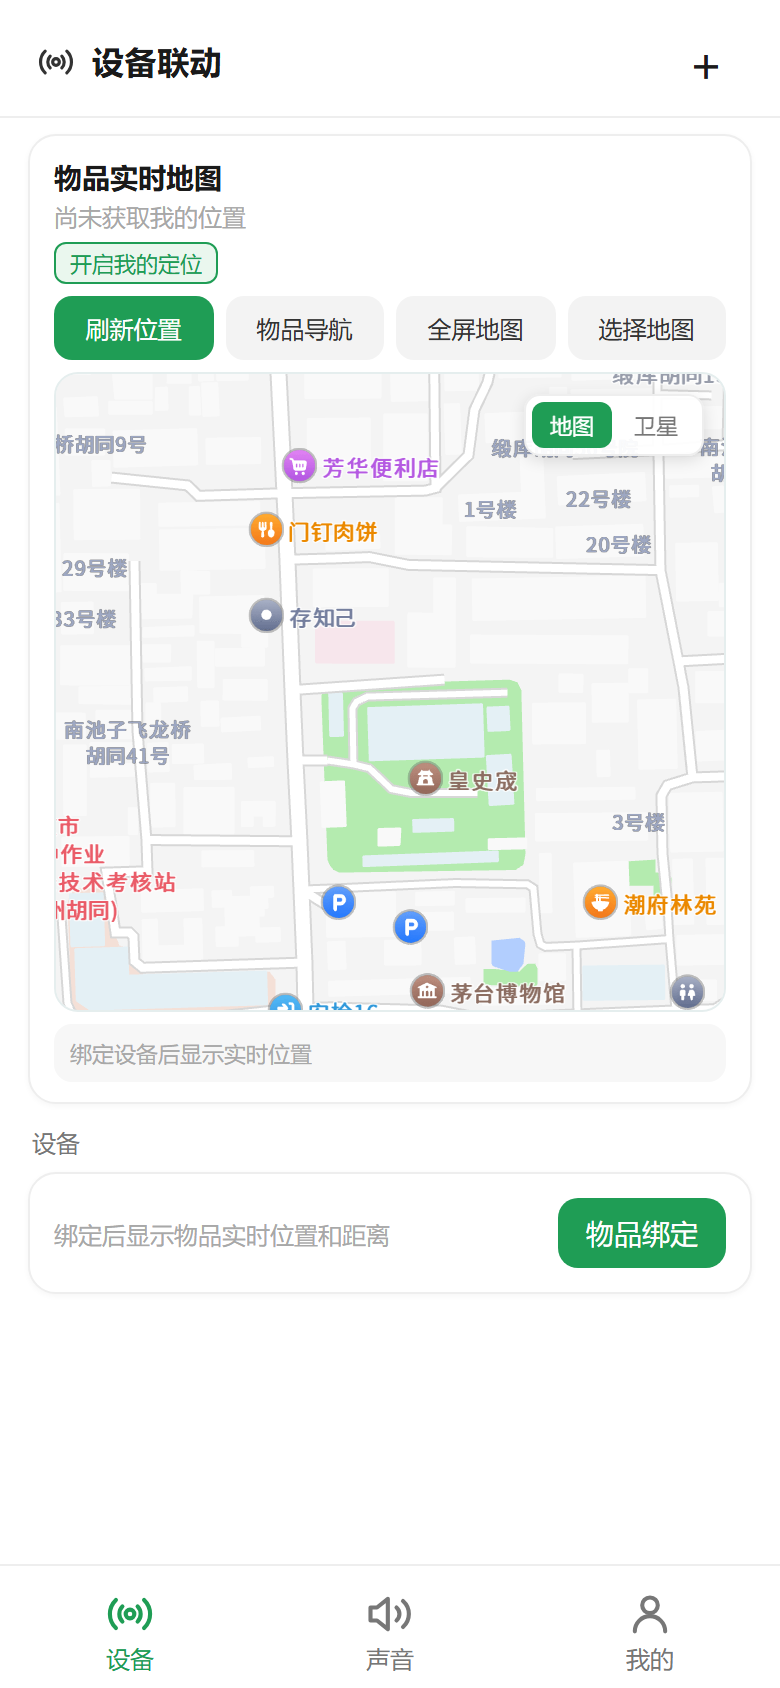 设备联动
物品实时地图
尚未获取我的位置
开启我的定位
刷新位置
物品导航
全屏地图
选择地图
地图
卫星
桥胡同9号
芳华便利店
1号楼
22号楼
门钉肉饼
20号楼
29号楼
33号楼
存知己
南池子飞龙桥
胡同41号
皇史宬
3号楼
市
作业
技术考核站
胡同)
P
潮府林苑
P
茅台博物馆
绑定设备后显示实时位置
设备
绑定后显示物品实时位置和距离
物品绑定
设备
声音
我的